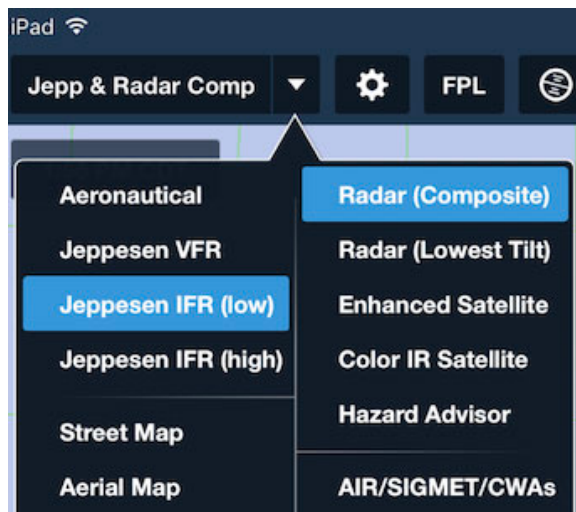 iPad
Jepp & Radar Comp
FPL
Aeronautical
Jeppesen VFR
Jeppesen IFR (low)
Jeppesen IFR (high)
Street Map
Aerial Map
Radar (Composite)
Radar (Lowest Tilt)
Enhanced Satellite
Color IR Satellite
Hazard Advisor
AIR/SIGMET/CWAs